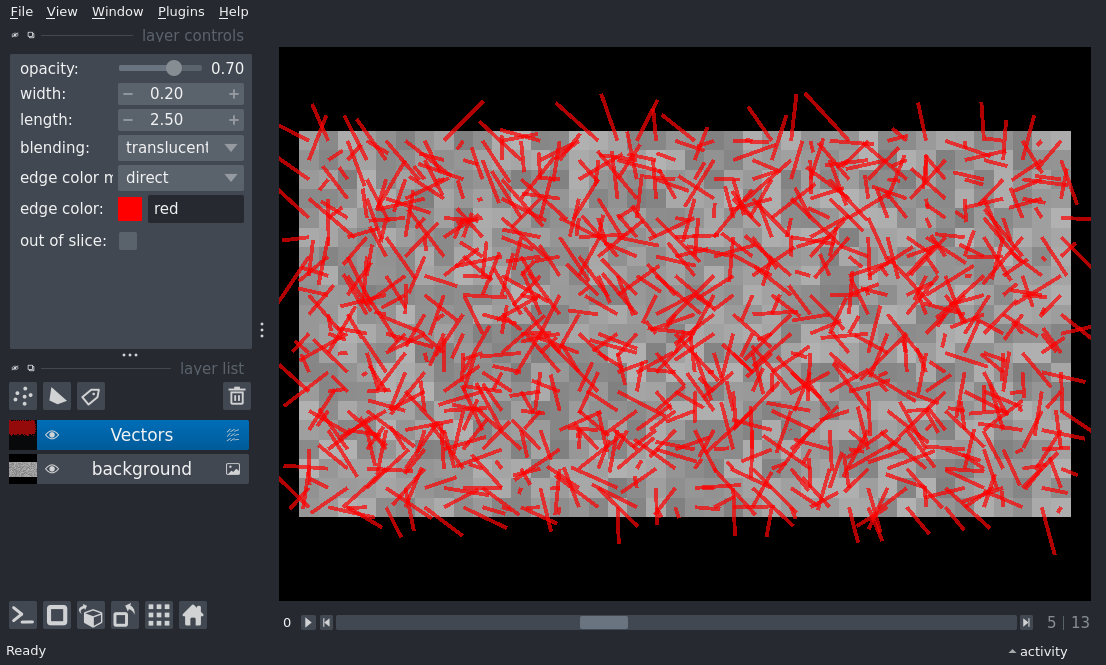 File View Window Plugins Help
layer controls
opacity: 0.70
width: 0.20
length: 2.50
blending: translucent
edge color m direct
edge color: red
out of slice:
layer list
Vectors
background
0 5 13
Ready activity